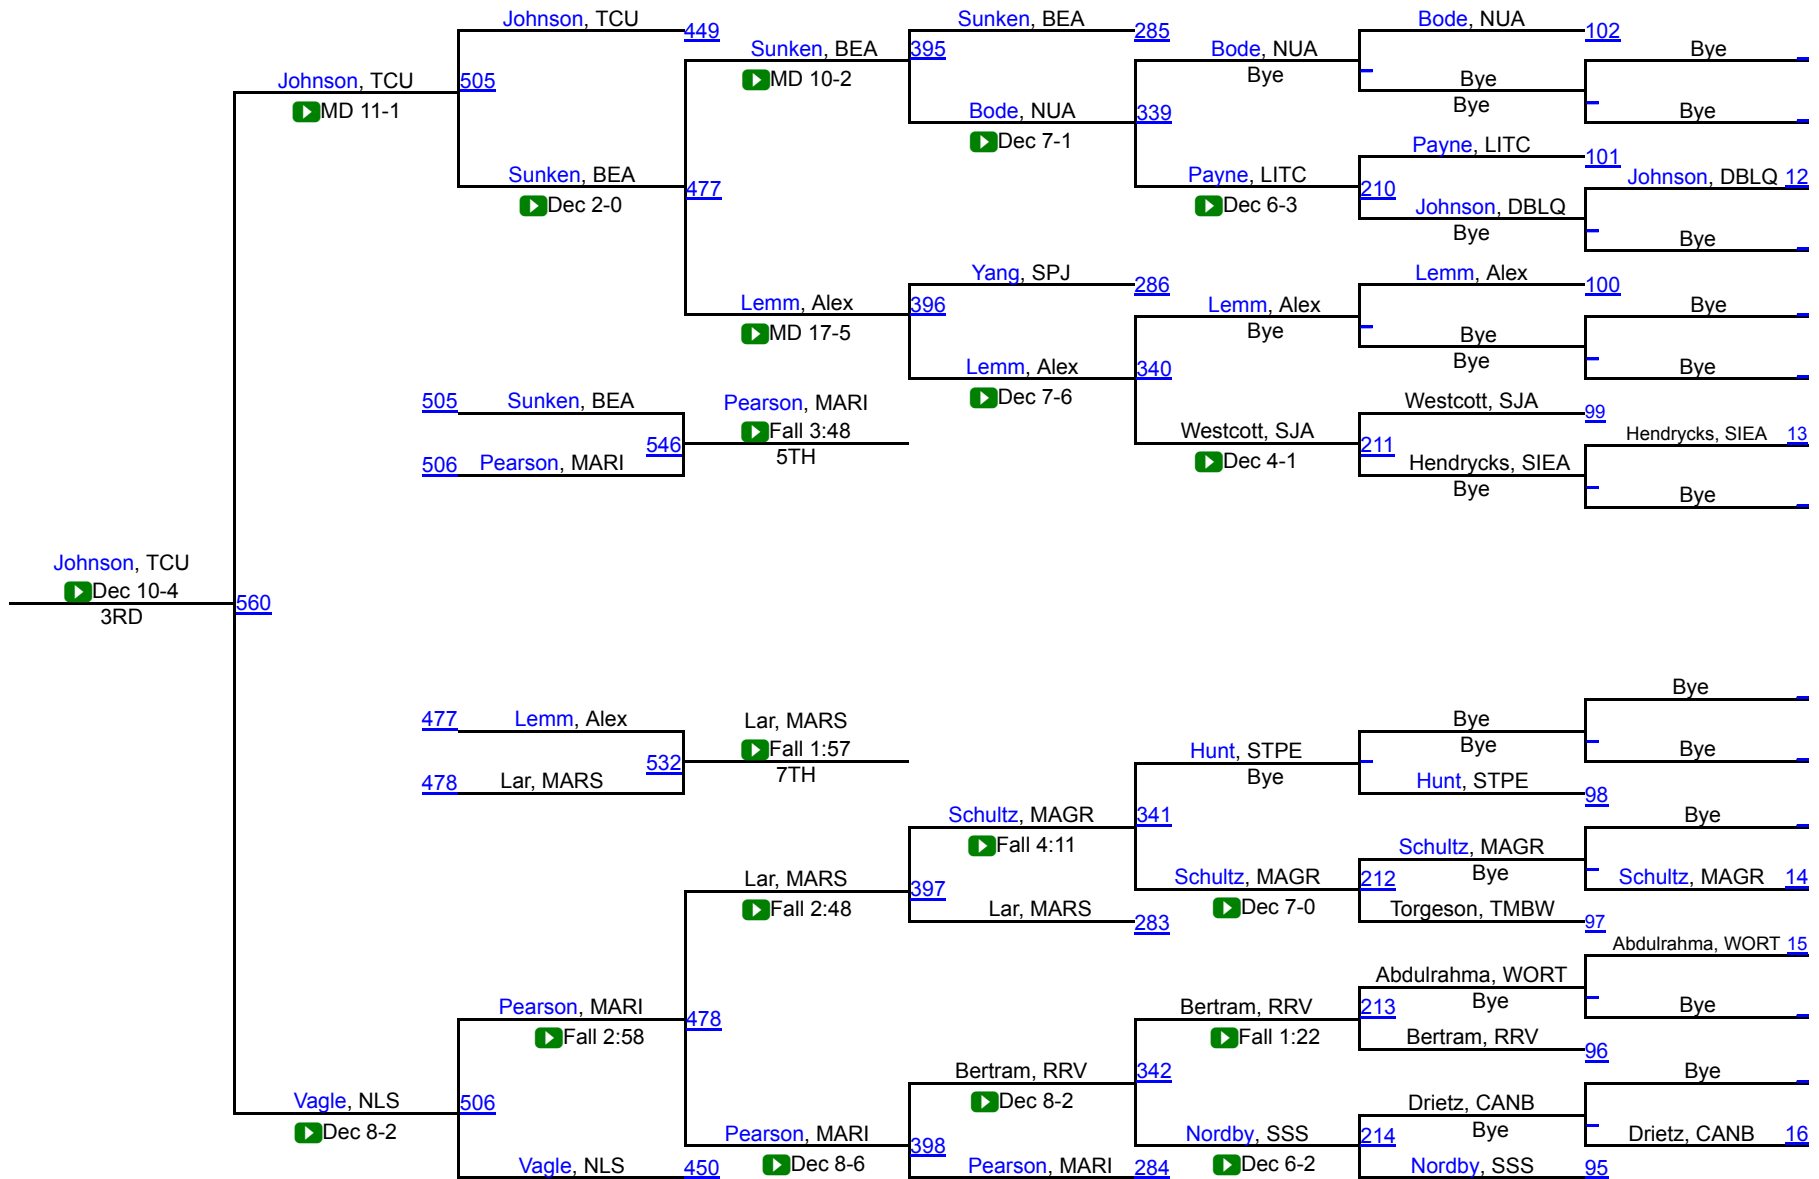 Johnson, TCU
449
Sunken, BEA
285
Bode, NUA
102
Sunken, BEA
395
MD 10-2
Bode, NUA
Bye
Bye
Johnson, TCU
505
MD 11-1
Bye
Bye
Bye
Bode, NUA
339
Dec 7-1
Payne, LITC
101
Sunken, BEA
477
Dec 2-0
Payne, LITC
210
Dec 6-3
Johnson, DBLQ 12
Johnson, DBLQ
Bye
Bye
Yang, SPJ
286
Lemm, Alex
100
Lemm, Alex
396
MD 17-5
Lemm, Alex
Bye
Bye
Bye
Bye
Bye
Lemm, Alex
340
Dec 7-6
505 Sunken, BEA
546
506 Pearson, MARI
Pearson, MARI
Fall 3:48
5TH
Westcott, SJA
99
Westcott, SJA
211
Dec 4-1
Hendrycks, SIEA 13
Hendrycks, SIEA
Bye
Bye
Johnson, TCU
Dec 10-4
3RD
560
477 Lemm, Alex
532
478 Lar, MARS
Lar, MARS
Fall 1:57
7TH
Bye
Bye
Bye
Bye
Hunt, STPE
Bye
Hunt, STPE
98
Schultz, MAGR
341
Fall 4:11
Bye
Schultz, MAGR
Bye
Schultz, MAGR 14
Schultz, MAGR
212
Dec 7-0
Torgeson, TMBW
97
Lar, MARS
397
Fall 2:48
Lar, MARS
283
Abdulrahma, WORT 15
Abdulrahma, WORT
Bye
Bye
Pearson, MARI
478
Fall 2:58
Bertram, RRV
213
Fall 1:22
Bertram, RRV
96
Bertram, RRV
342
Dec 8-2
Bye
Drietz, CANB
Bye
Drietz, CANB 16
Vagle, NLS
506
Dec 8-2
Pearson, MARI
398
Dec 8-6
Nordby, SSS
214
Dec 6-2
Vagle, NLS 450
Pearson, MARI 284
Nordby, SSS 95